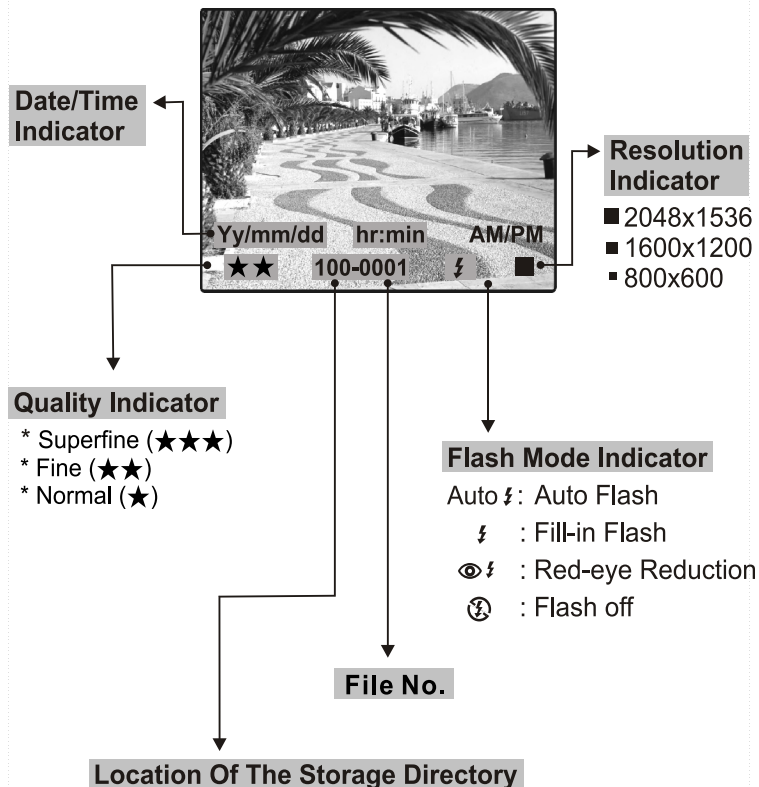 Date/Time
Indicator
Resolution
Indicator
■ 2048x1536
■ 1600x1200
▪ 800x600
Yy/mm/dd hr:min AM/PM
★★ 100-0001
Quality Indicator
* Superfine (★★★)
* Fine (★★)
* Normal (★)
Flash Mode Indicator
Auto : Auto Flash
: Fill-in Flash
: Red-eye Reduction
: Flash off
File No.
Location Of The Storage Directory